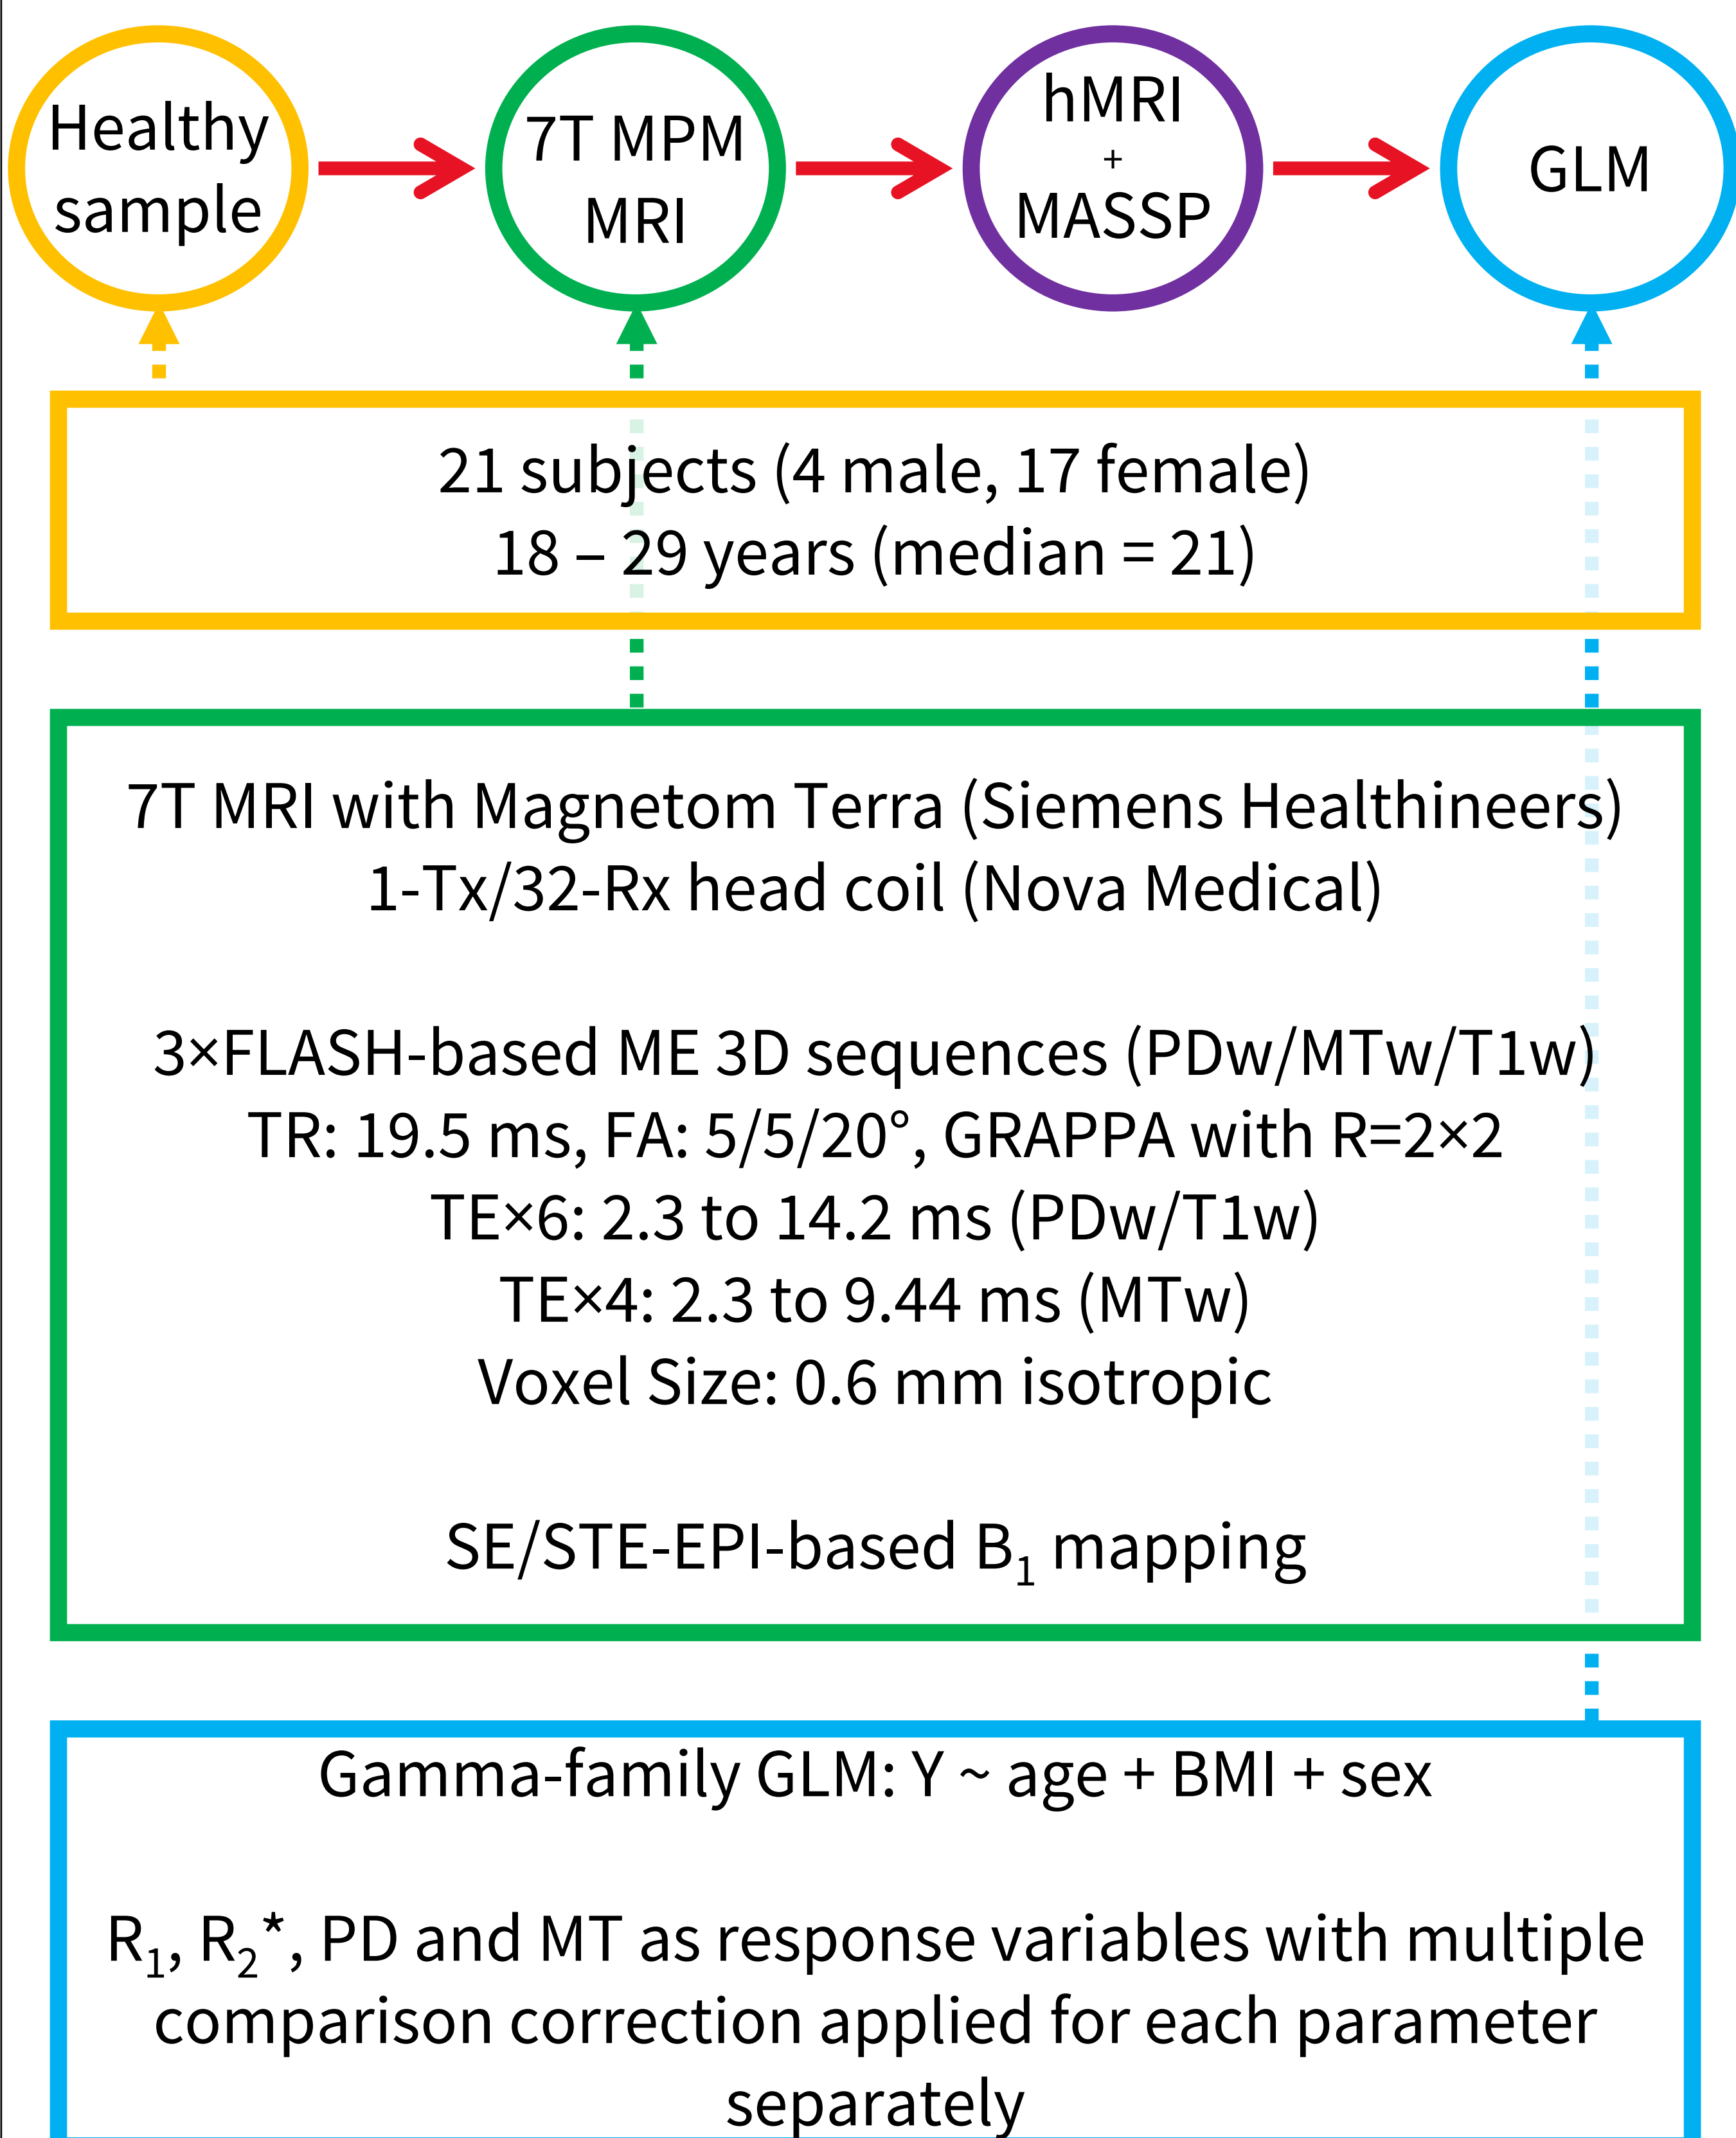 Healthy
sample
7T MPM
MRI
hMRI
+
MASSP
GLM
21 subjects (4 male, 17 female)
18 – 29 years (median = 21)
7T MRI with Magnetom Terra (Siemens Healthineers)
1-Tx/32-Rx head coil (Nova Medical)
3×FLASH-based ME 3D sequences (PDw/MTw/T1w)
TR: 19.5 ms, FA: 5/5/20°, GRAPPA with R=2×2
TE×6: 2.3 to 14.2 ms (PDw/T1w)
TE×4: 2.3 to 9.44 ms (MTw)
Voxel Size: 0.6 mm isotropic
SE/STE-EPI-based B₁ mapping
Gamma-family GLM: Y ~ age + BMI + sex
R₁, R₂*, PD and MT as response variables with multiple
comparison correction applied for each parameter
separately